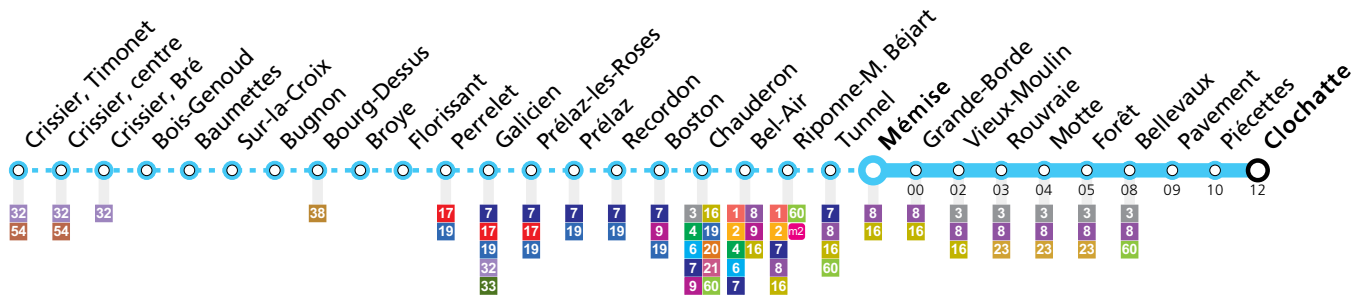 Crissier, Timonet
Crissier, centre
Crissier, Bré
Bois-Genoud
Baumettes
Sur-la-Croix
Bugnon
Bourg-Dessus
Broye
Florissant
Perrelet
Galicien
Prélaz-les-Roses
Prélaz
Recordon
Boston
Chauderon
Bel-Air
Riponne-M. Béjart
Tunnel
Mémise
Grande-Borde
Vieux-Moulin
Rouvraie
Motte
Forêt
Bellevaux
Pavement
Piécettes
Clochatte
00 02 03 04 05 08 09 10 12
32 32 32 38 17 7 7 7 7 7 3 16 1 8 1 60 7 8 8 3 3 3 3 3
54 54 19 17 17 19 19 9 4 19 2 9 2 m2 8 16 16 8 8 8 8 8
19 19 19 6 20 4 16 7 16 16 23 23 23 60
32 7 21 6 8 60
33 9 60 7 16